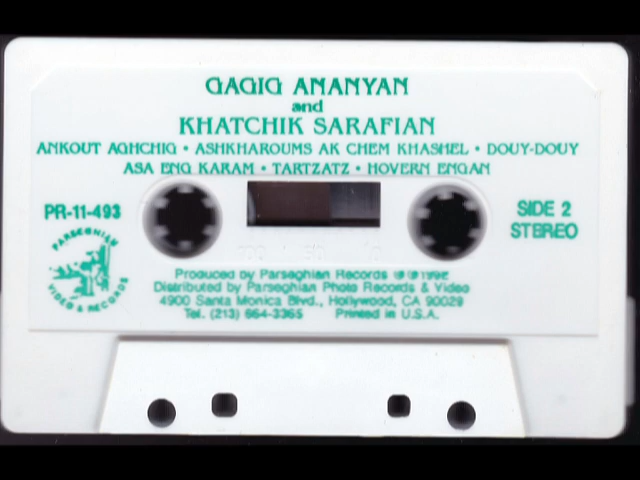 GAGIG ANANYAN
and
KHATCHIK SARAFIAN
ANKOUT AGHCHIG • ASHKHAROUMS AK CHEM KHASHEL • DOUY-DOUY
ASA ENG KARAM • TARTZATZ • HOVERN ENGAN
PR-11-493
SIDE 2
STEREO
PARSEGHIAN
VIDEO & RECORDS
Produced by Parseghian Records
Distributed by Parseghian Photo Records & Video
4900 Santa Monica Blvd., Hollywood, CA 90029
Tel. (213) 664-3365 Printed in U.S.A.